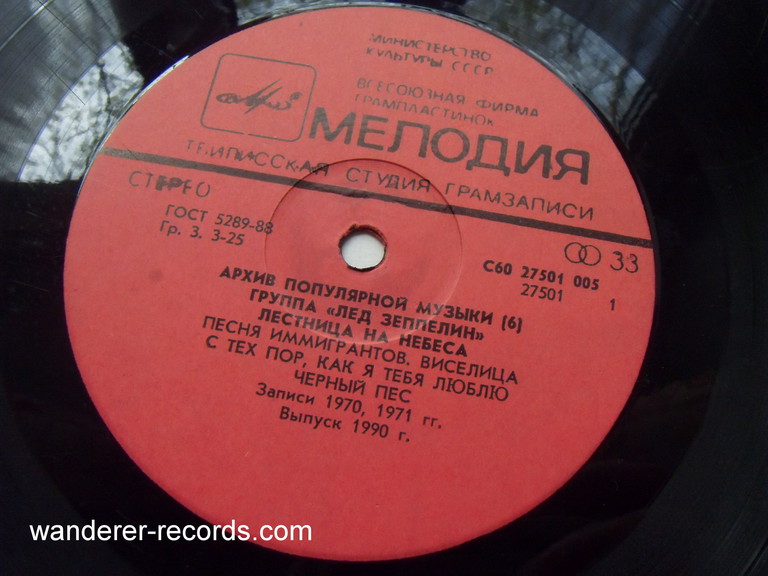 МИНИСТЕРСТВО
КУЛЬТУРЫ СССР
ВСЕСОЮЗНАЯ ФИРМА
ГРАМПЛАСТИНОК
МЕЛОДИЯ
ТБИЛИССКАЯ СТУДИЯ ГРАМЗАПИСИ
СТЕРЕО
ГОСТ 5289-88
Гр. 3. 3-25
33
С60 27501 005
27501
1
АРХИВ ПОПУЛЯРНОЙ МУЗЫКИ (6)
ГРУППА «ЛЕД ЗЕППЕЛИН»
ЛЕСТНИЦА НА НЕБЕСА
ПЕСНЯ ИММИГРАНТОВ. ВИСЕЛИЦА
С ТЕХ ПОР, КАК Я ТЕБЯ ЛЮБЛЮ
ЧЕРНЫЙ ПЕС
Записи 1970, 1971 гг.
Выпуск 1990 г.
wanderer-records.com